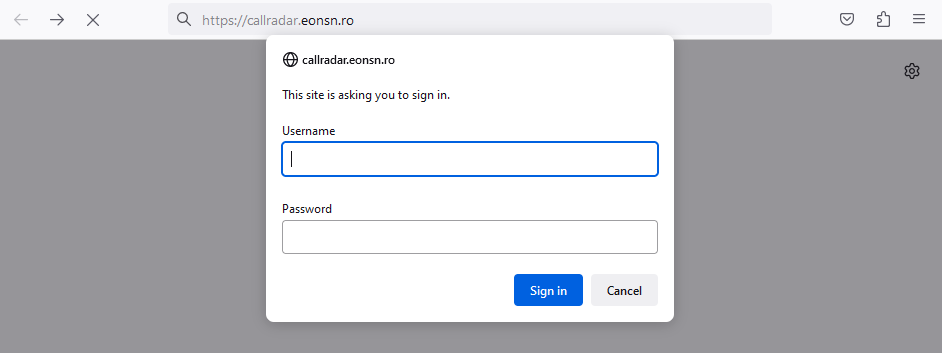 https://callradar.eonsn.ro
callradar.eonsn.ro
This site is asking you to sign in.
Username
Password
Sign in
Cancel